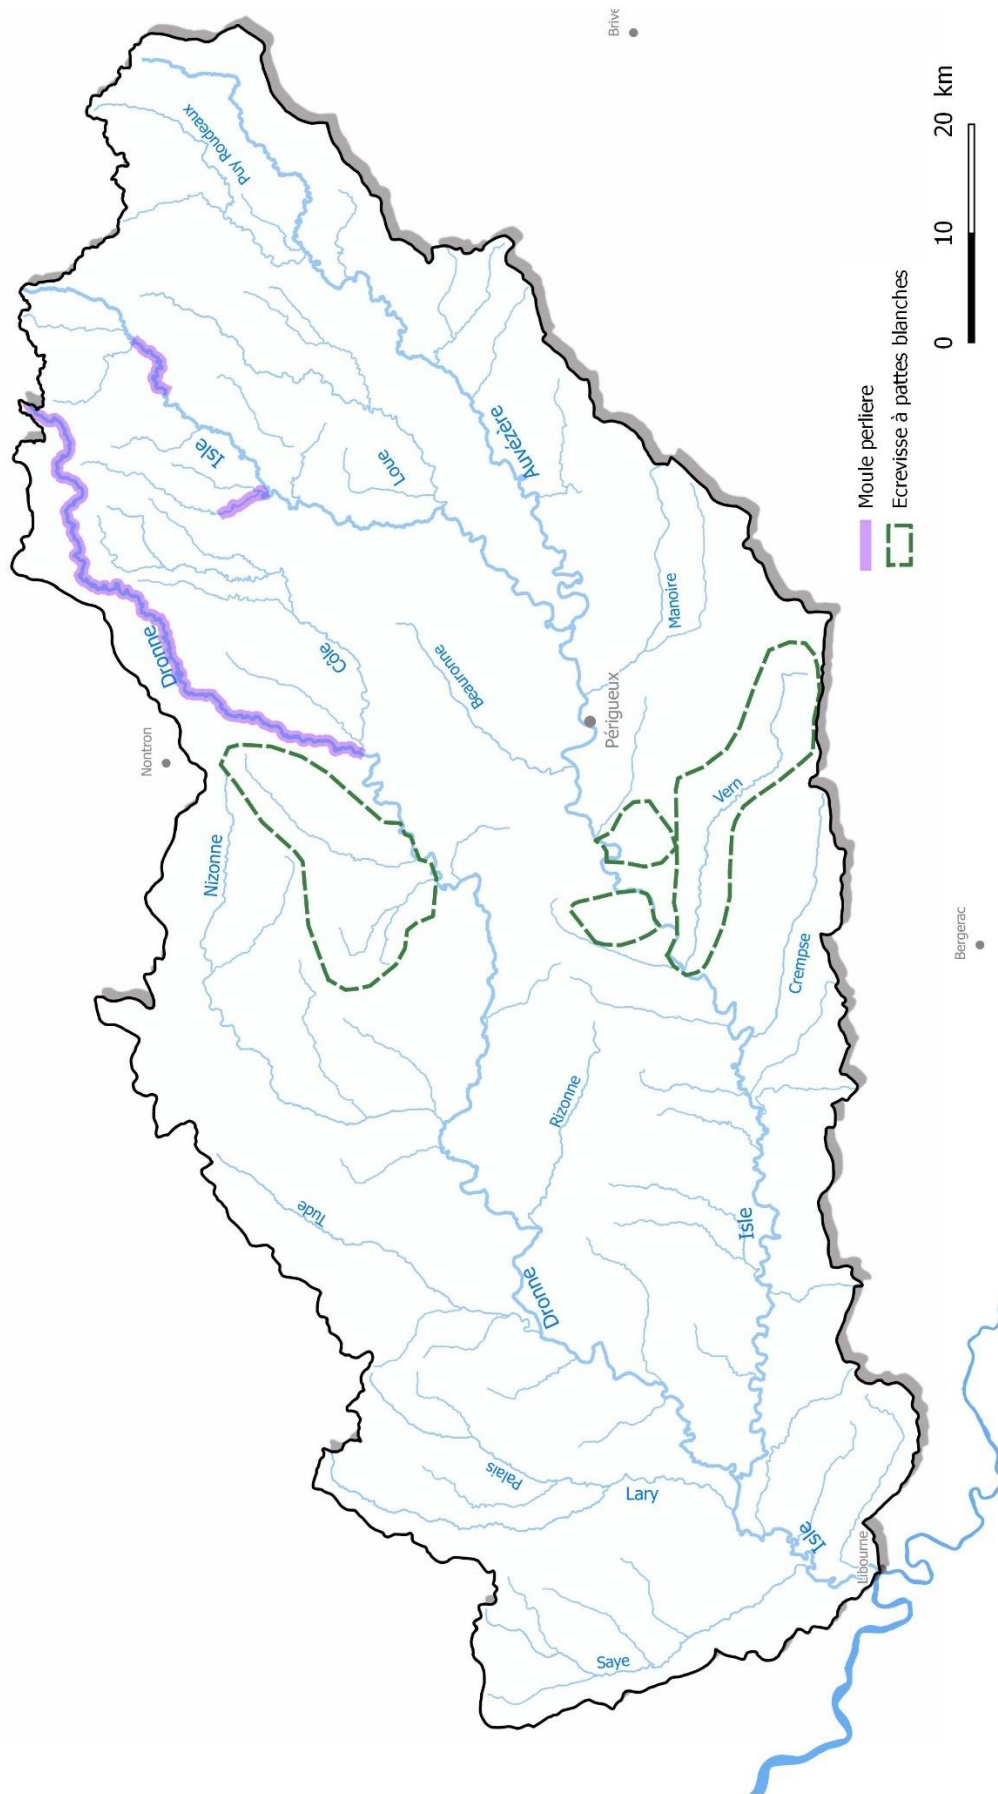 Brive
Puy Roudeaux
20 km
10
0
Moule perliere
Ecrevisse à pattes blanches
Isle
Loue
Auvézère
Dronne
Côle
Beauronne
Manoire
Nontron
Périgueux
Nizonne
Vern
Bergerac
Crempse
Rizonne
Tude
Isle
Dronne
Palais
Lary
Isle
Libourne
Saye